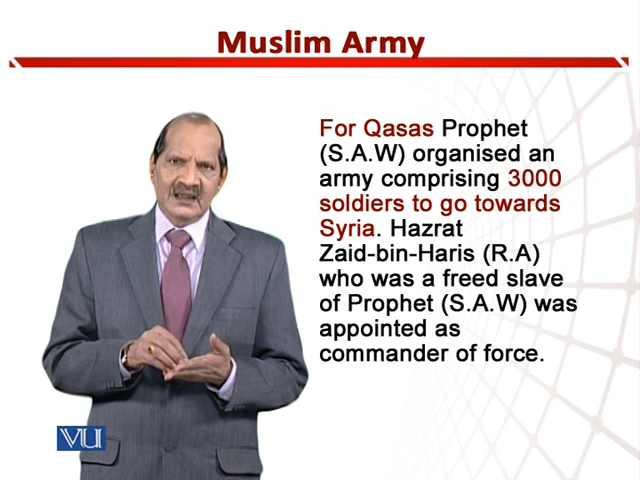 Muslim Army
For Qasas Prophet
(S.A.W) organised an
army comprising 3000
soldiers to go towards
Syria. Hazrat
Zaid-bin-Haris (R.A)
who was a freed slave
of Prophet (S.A.W) was
appointed as
commander of force.
VU